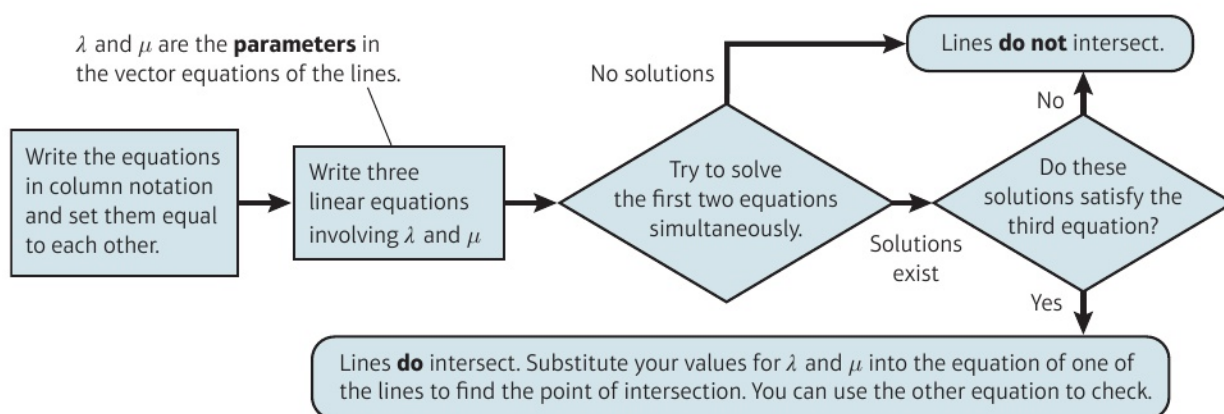 λ and μ are the parameters in
the vector equations of the lines.
Write the equations
in column notation
and set them equal
to each other.
Write three
linear equations
involving λ and μ
Try to solve
the first two equations
simultaneously.
No solutions
Lines do not intersect.
Solutions
exist
Do these
solutions satisfy the
third equation?
No
Yes
Lines do intersect. Substitute your values for λ and μ into the equation of one of
the lines to find the point of intersection. You can use the other equation to check.